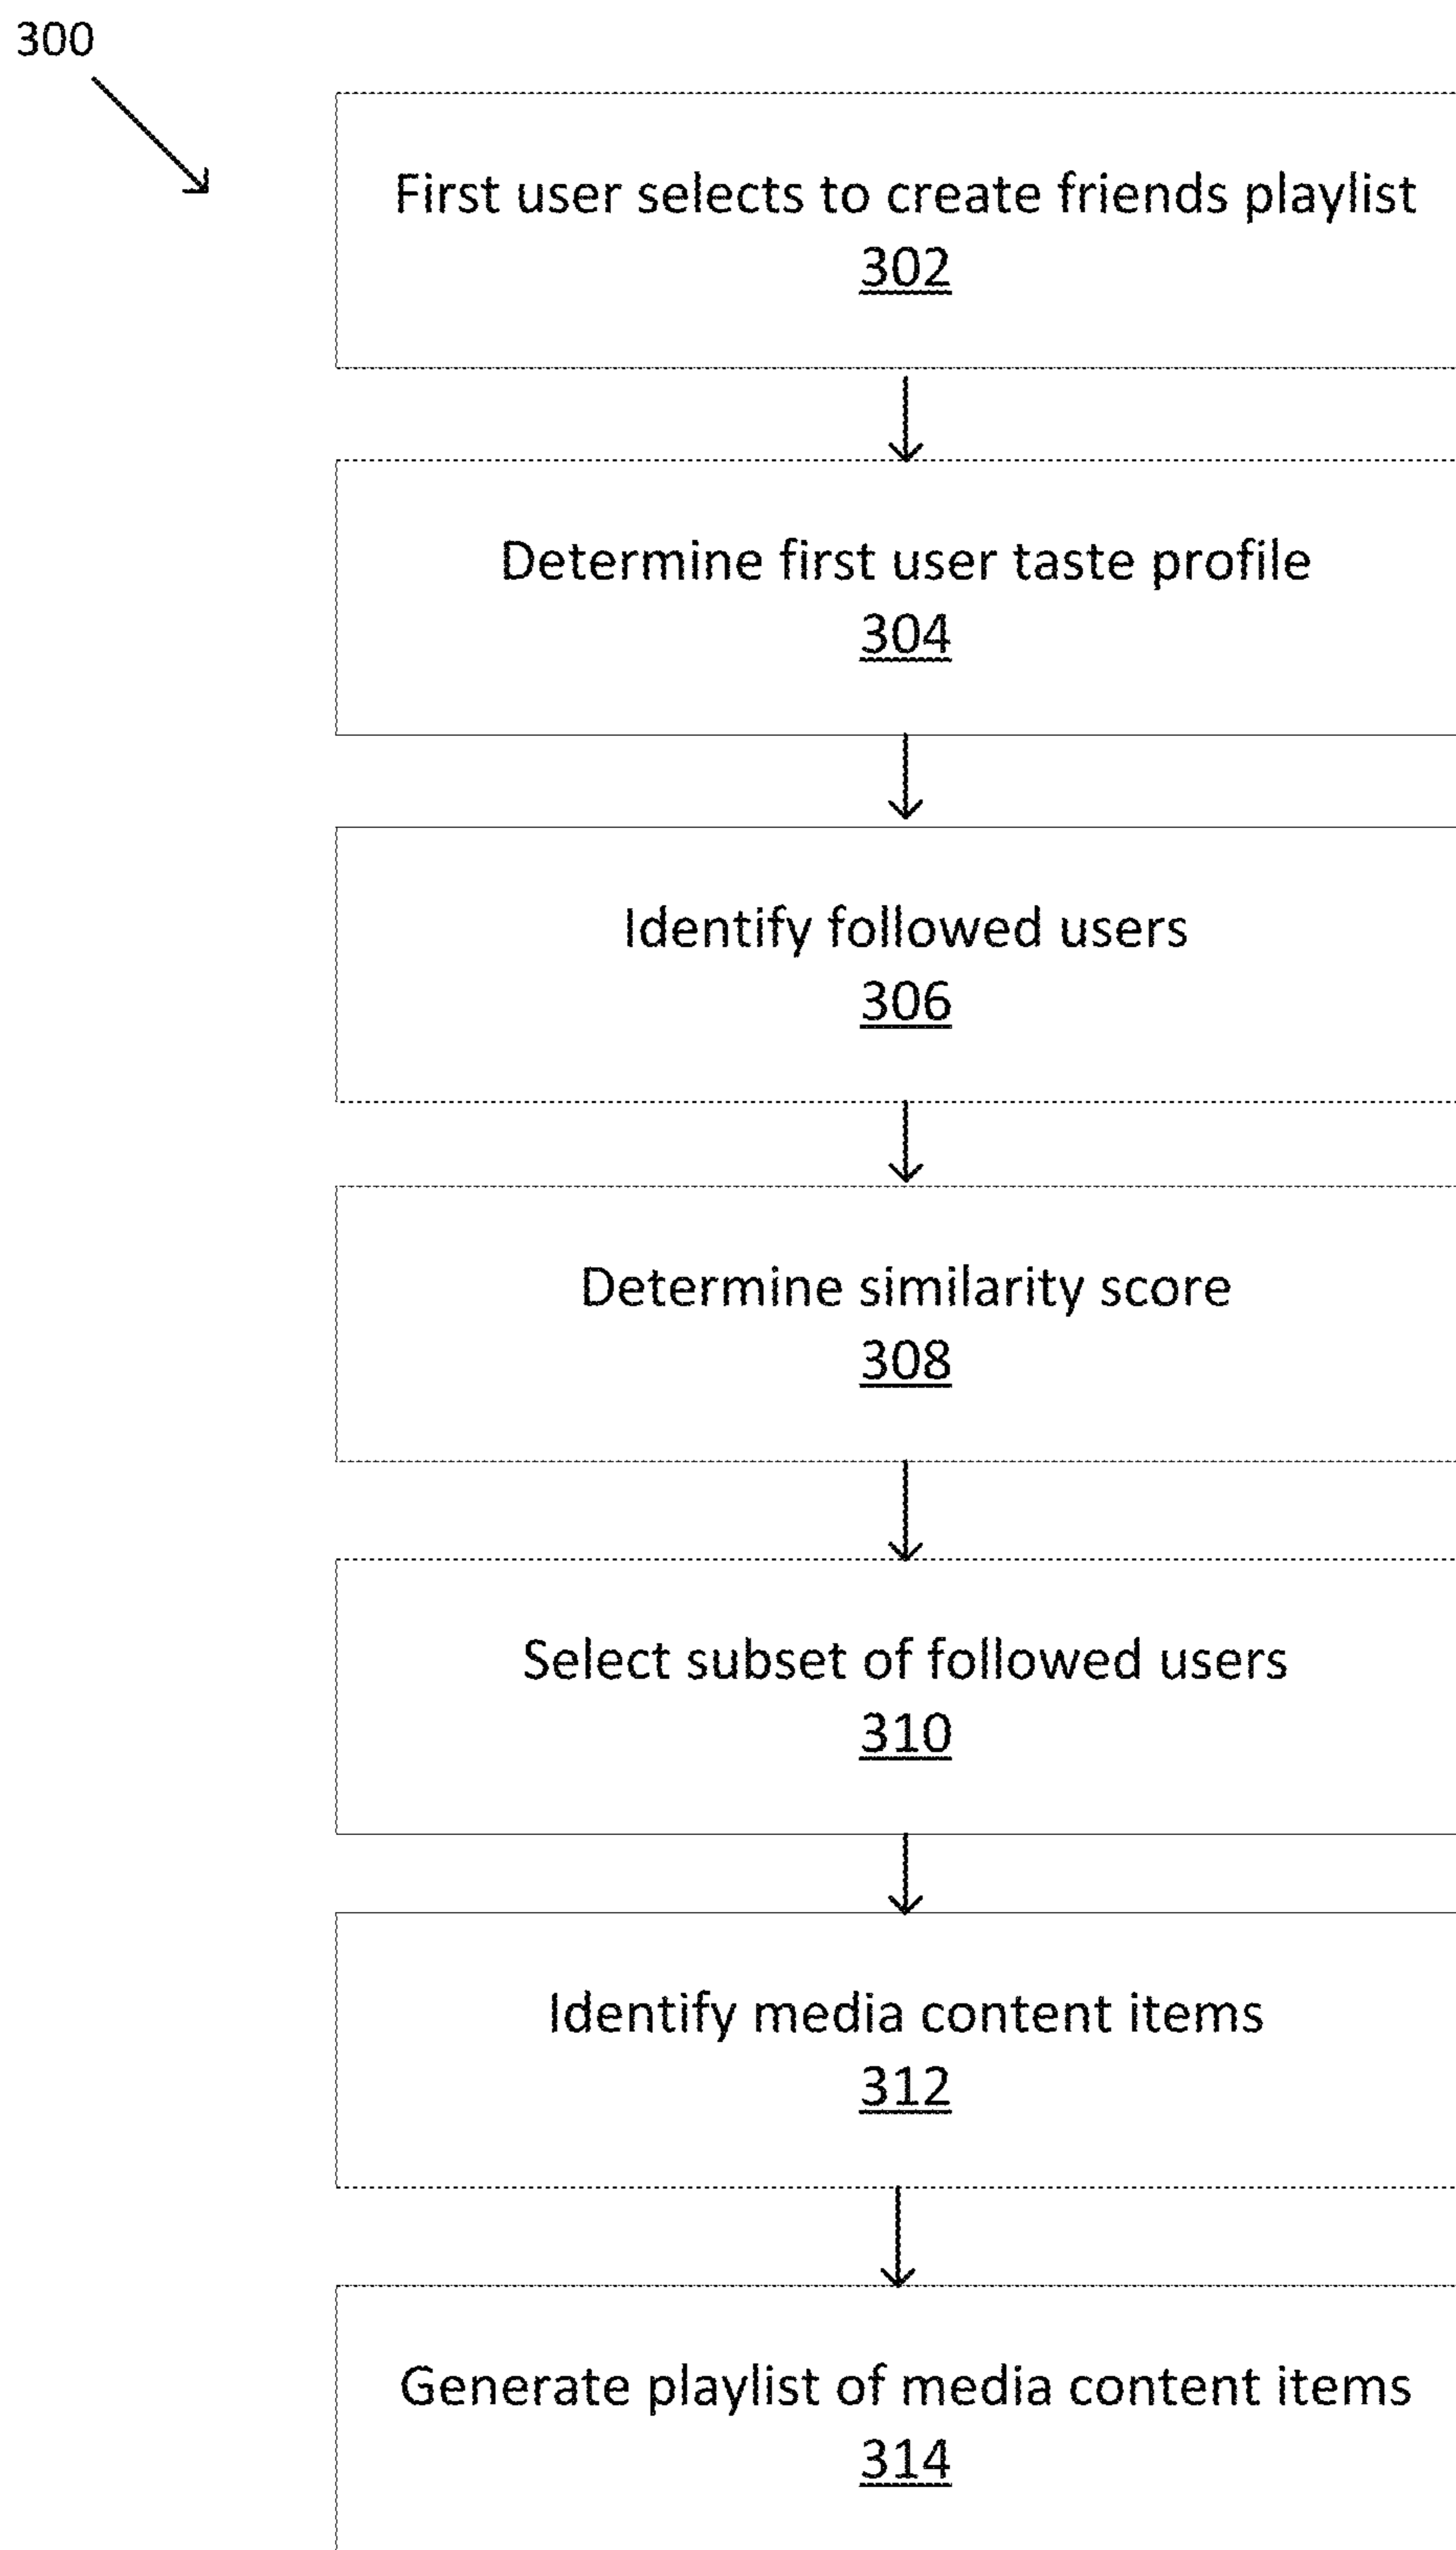 300
First user selects to create friends playlist
302
Determine first user taste profile
304
Identify followed users
306
Determine similarity score
308
Select subset of followed users
310
Identify media content items
312
Generate playlist of media content items
314